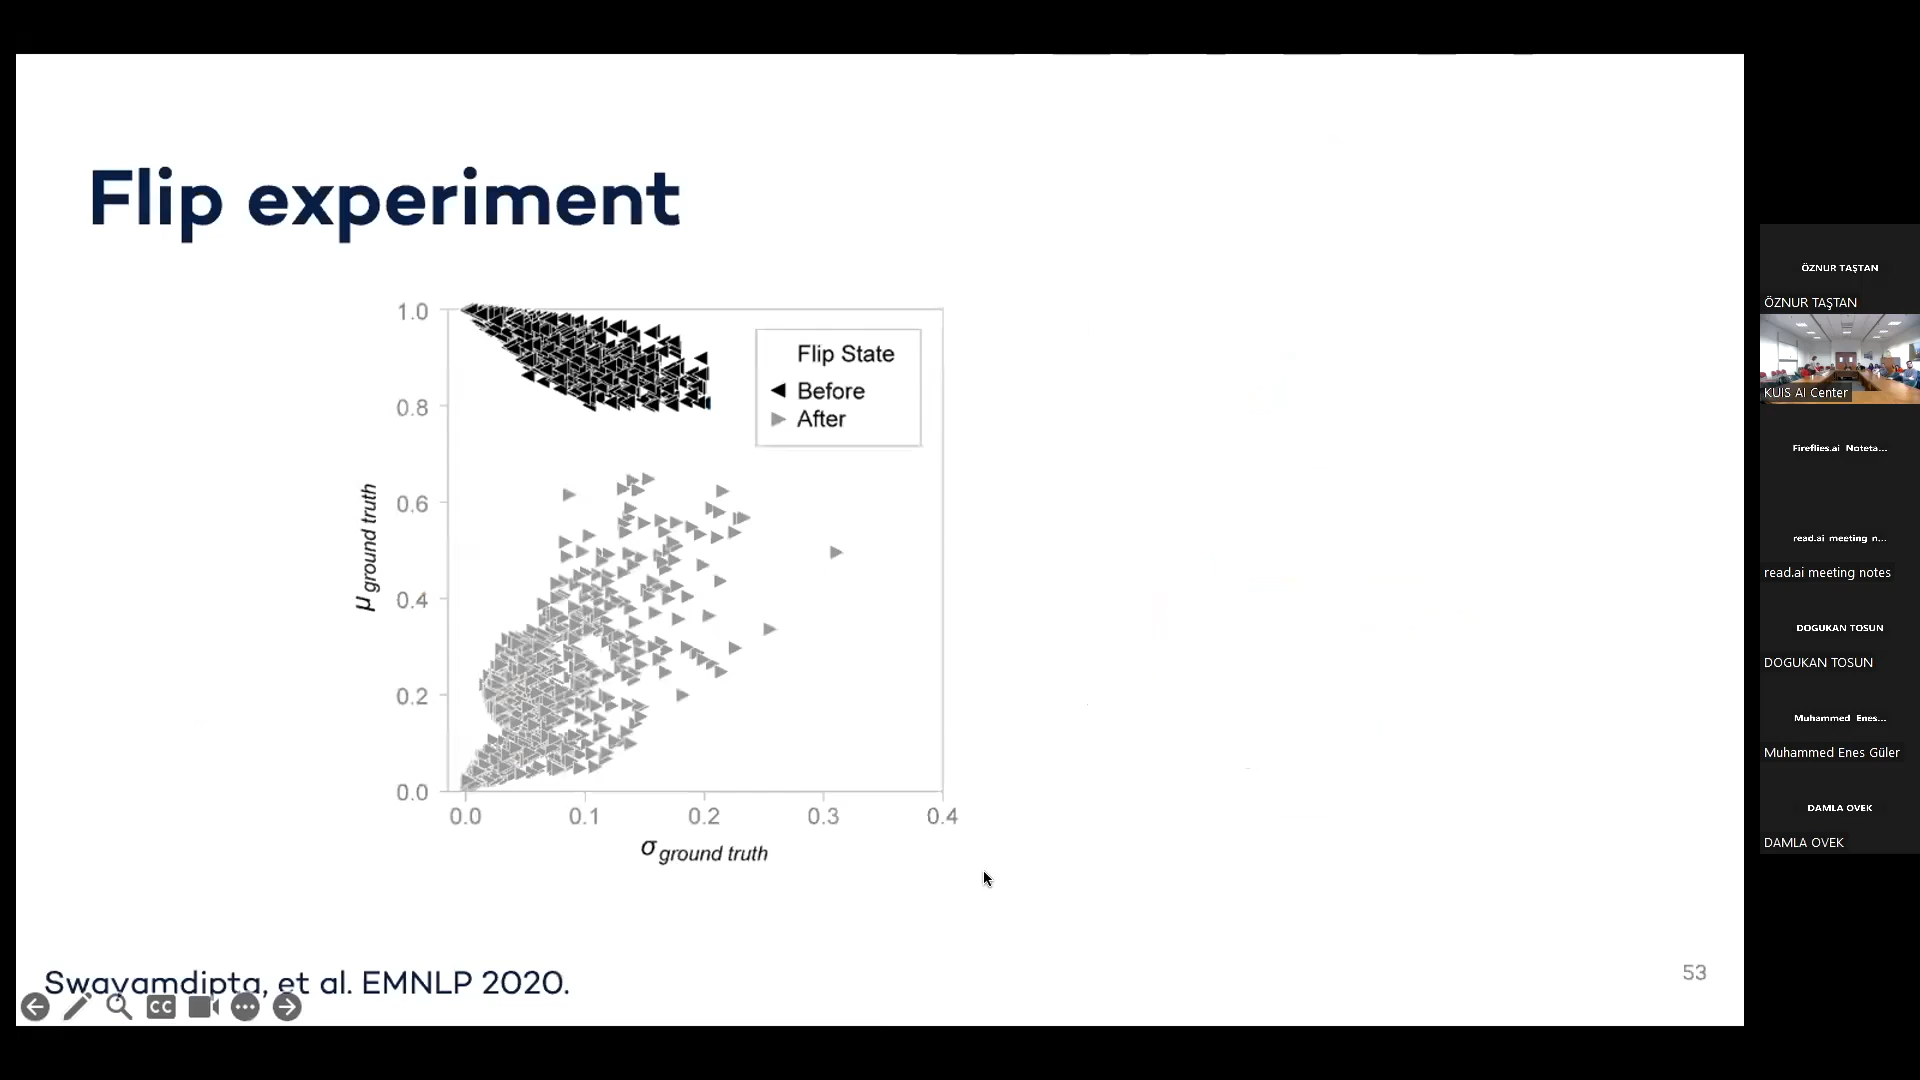 Flip experiment
1.0
0.8
0.6
0.4
0.2
0.0
μ ground truth
0.0 0.1 0.2 0.3 0.4
σ ground truth
Flip State
Before
After
Swayamdipta, et al. EMNLP 2020.
53
CC
ÖZNUR TAŞTAN
ÖZNUR TAŞTAN
KUIS AI Center
Fireflies.ai Noteta...
read.ai meeting n...
read.ai meeting notes
DOGUKAN TOSUN
DOGUKAN TOSUN
Muhammed Enes...
Muhammed Enes Güler
DAMLA OVEK
DAMLA OVEK